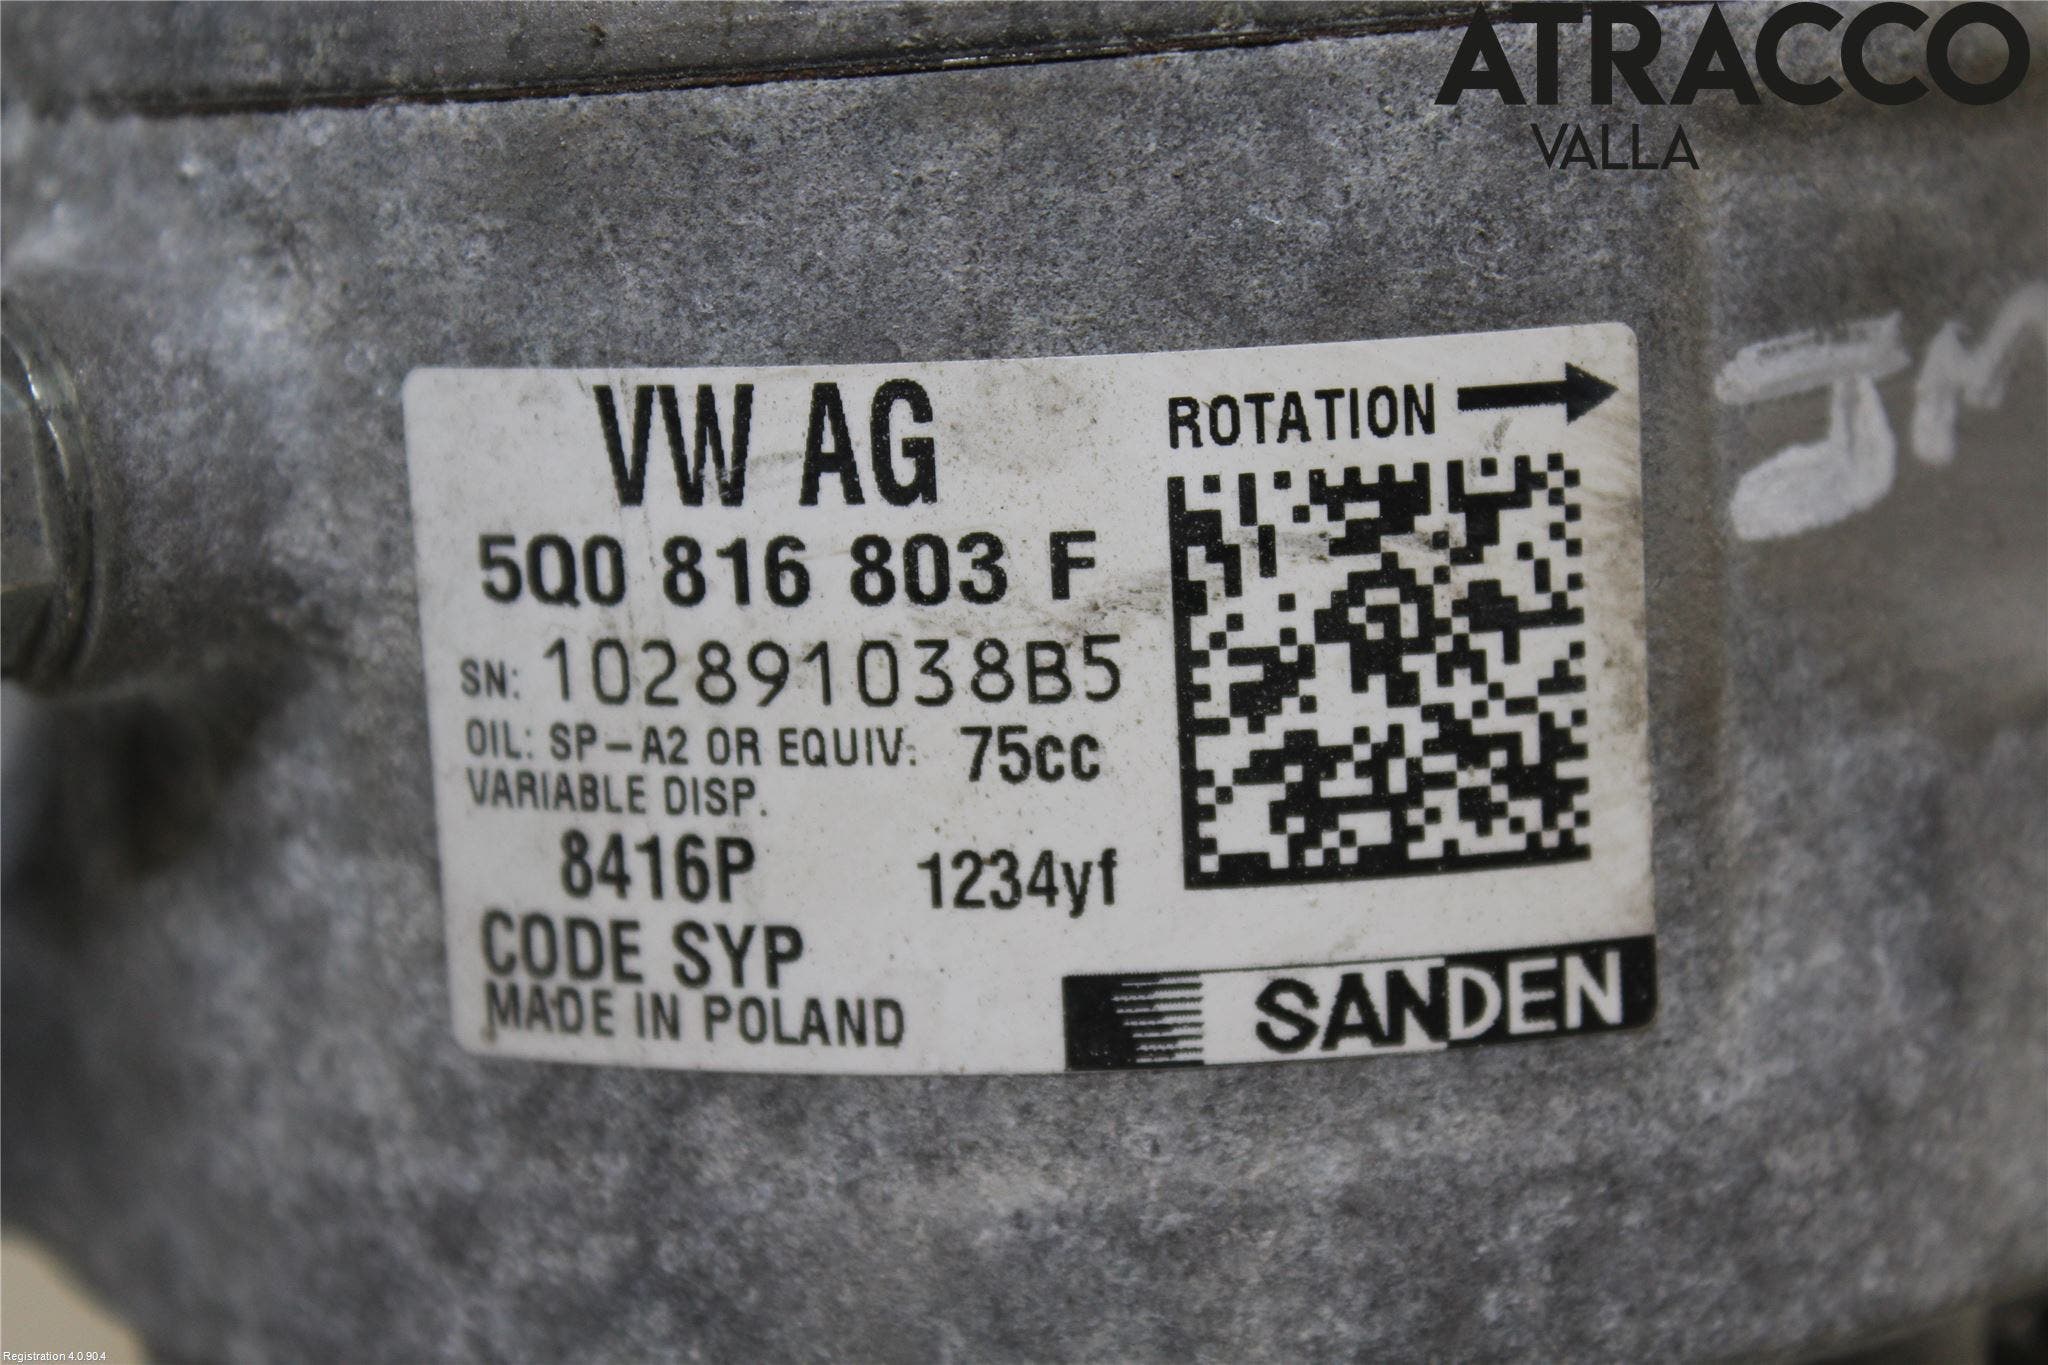 ATRACCO
VALLA
JM
VW AG
ROTATION
5Q0 816 803 F
SN: 102891038B5
OIL: SP-A2 OR EQUIV. 75cc
VARIABLE DISP.
8416P 1234yf
CODE SYP
MADE IN POLAND
SANDEN
Registration 4.0.90.4